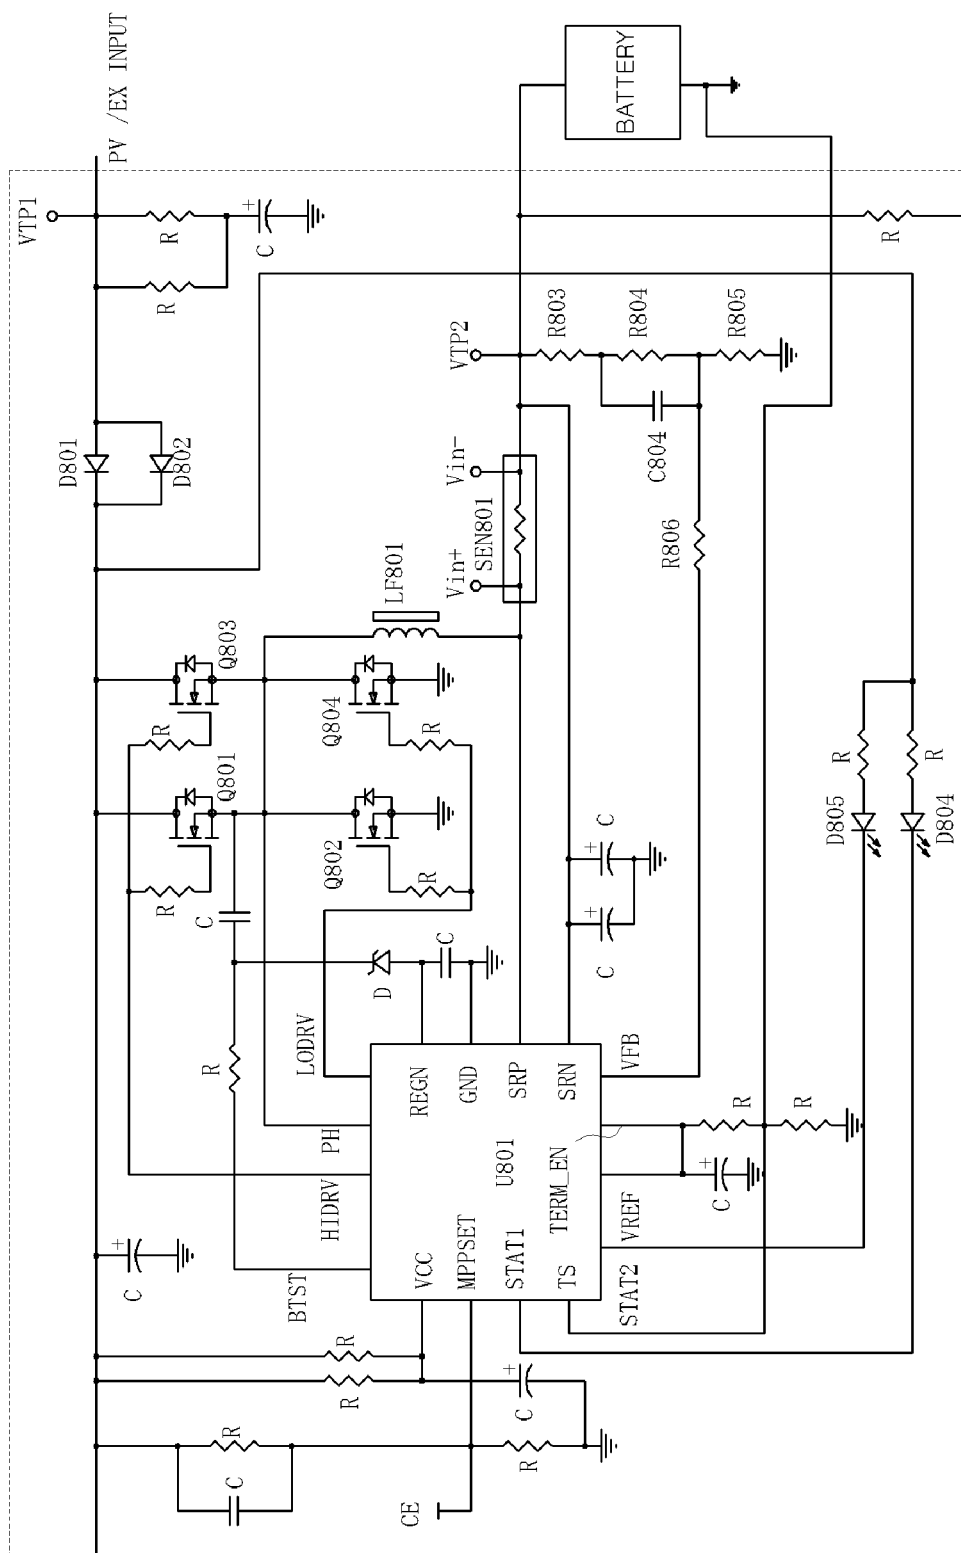 PV /EX INPUT
VTP1
BATTERY
R
R
C
R
VTP2
R803
R804
R805
C804
R806
D801
D802
Vin-
Vin+
SEN801
LF801
Q803
Q804
Q801
Q802
R
R
R
R
C
D
C
R
C
C
R
R
D805
D804
LODRV
PH
HIDRV
BTST
REGN
GND
SRP
SRN
VFB
U801
TERM_EN
VREF
VCC
MPPSET
STAT1
TS
STAT2
R
R
C
C
R
R
C
R
C
R
CE